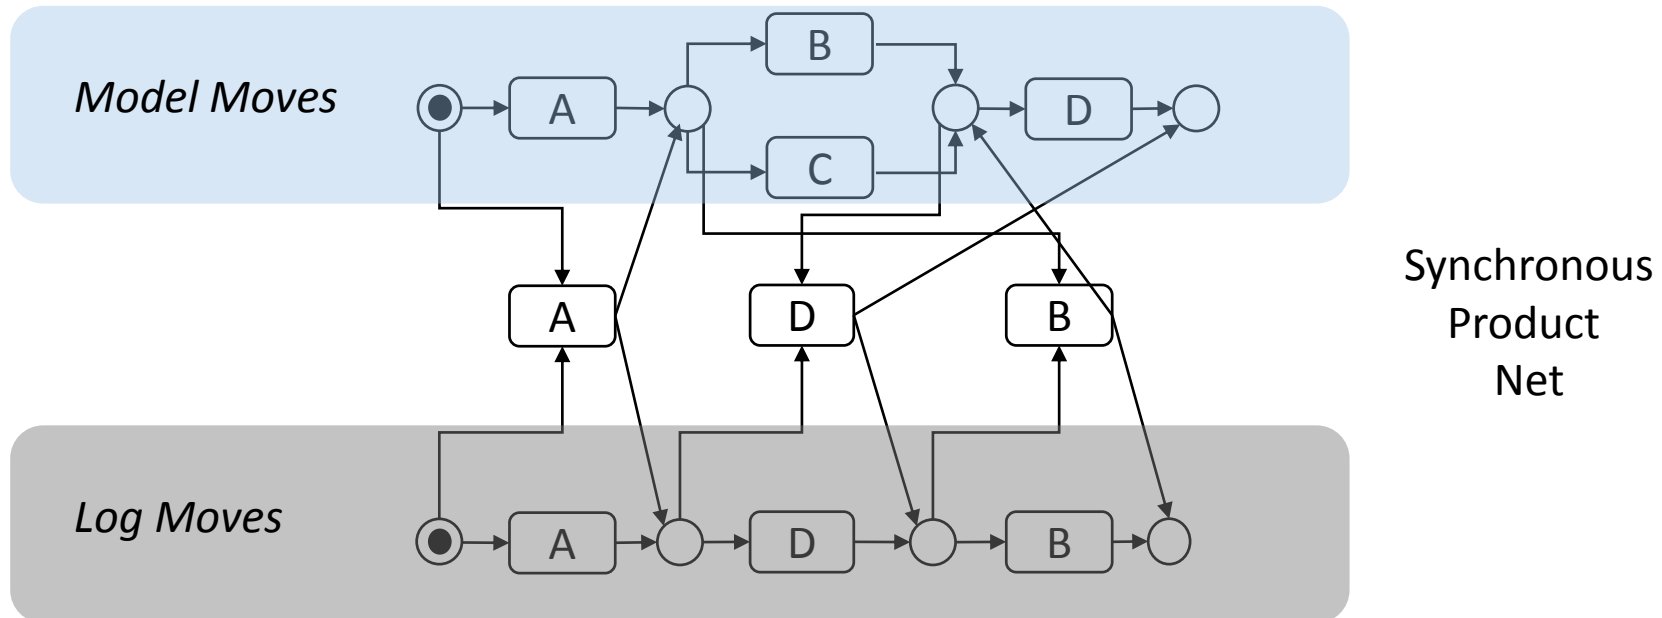 B
Model Moves
A
D
C
Synchronous
Product
Net
A
D
B
Log Moves
A
D
B